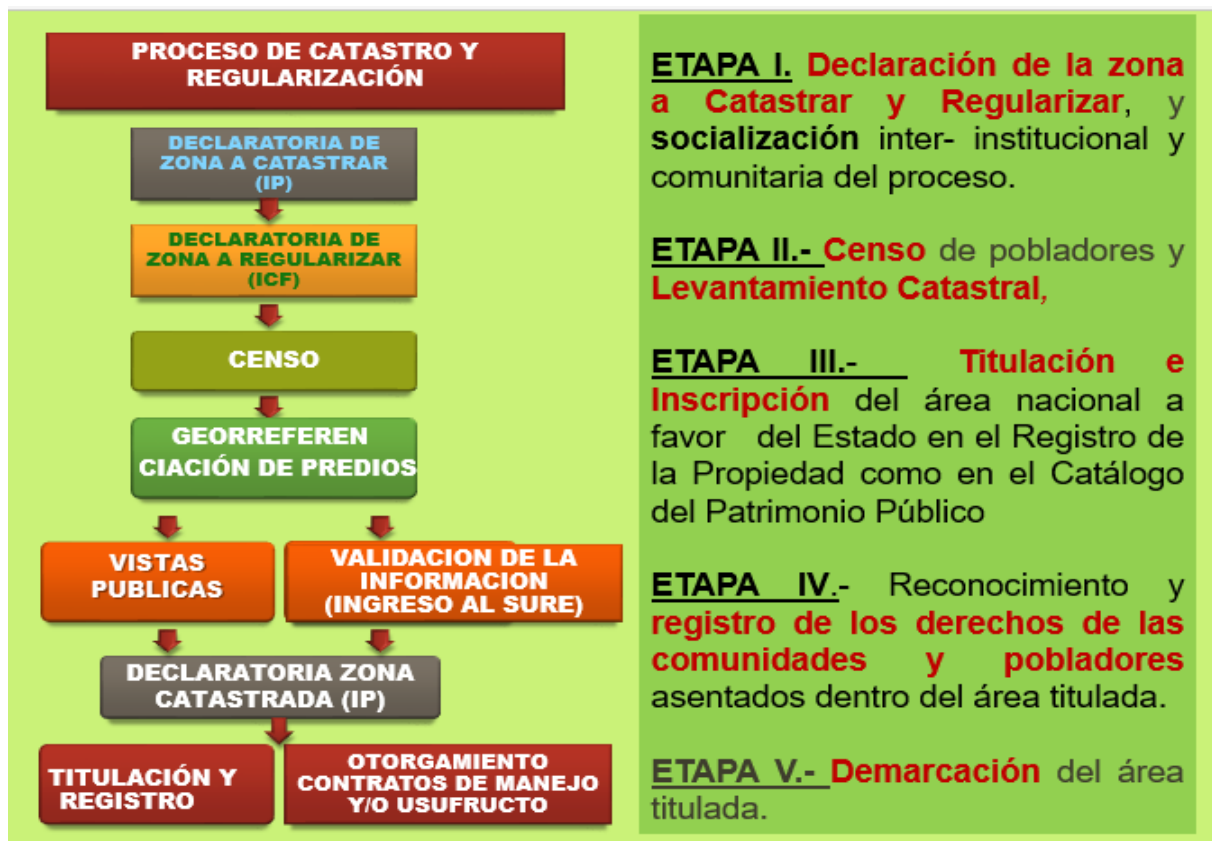 PROCESO DE CATASTRO Y
REGULARIZACIÓN
DECLARATORIA DE
ZONA A CATASTRAR
(IP)
DECLARATORIA DE
ZONA A REGULARIZAR
(ICF)
CENSO
GEORREFEREN
CIACIÓN DE PREDIOS
VISTAS
PUBLICAS
VALIDACION DE LA
INFORMACION
(INGRESO AL SURE)
DECLARATORIA ZONA
CATASTRADA (IP)
TITULACIÓN Y
REGISTRO
OTORGAMIENTO
CONTRATOS DE MANEJO
Y/O USUFRUCTO
ETAPA I. Declaración de la zona
a Catastrar y Regularizar, y
socialización inter- institucional y
comunitaria del proceso.
ETAPA II.- Censo de pobladores y
Levantamiento Catastral,
ETAPA III.- Titulación e
Inscripción del área nacional a
favor del Estado en el Registro de
la Propiedad como en el Catálogo
del Patrimonio Público
ETAPA IV.- Reconocimiento y
registro de los derechos de las
comunidades y pobladores
asentados dentro del área titulada.
ETAPA V.- Demarcación del área
titulada.